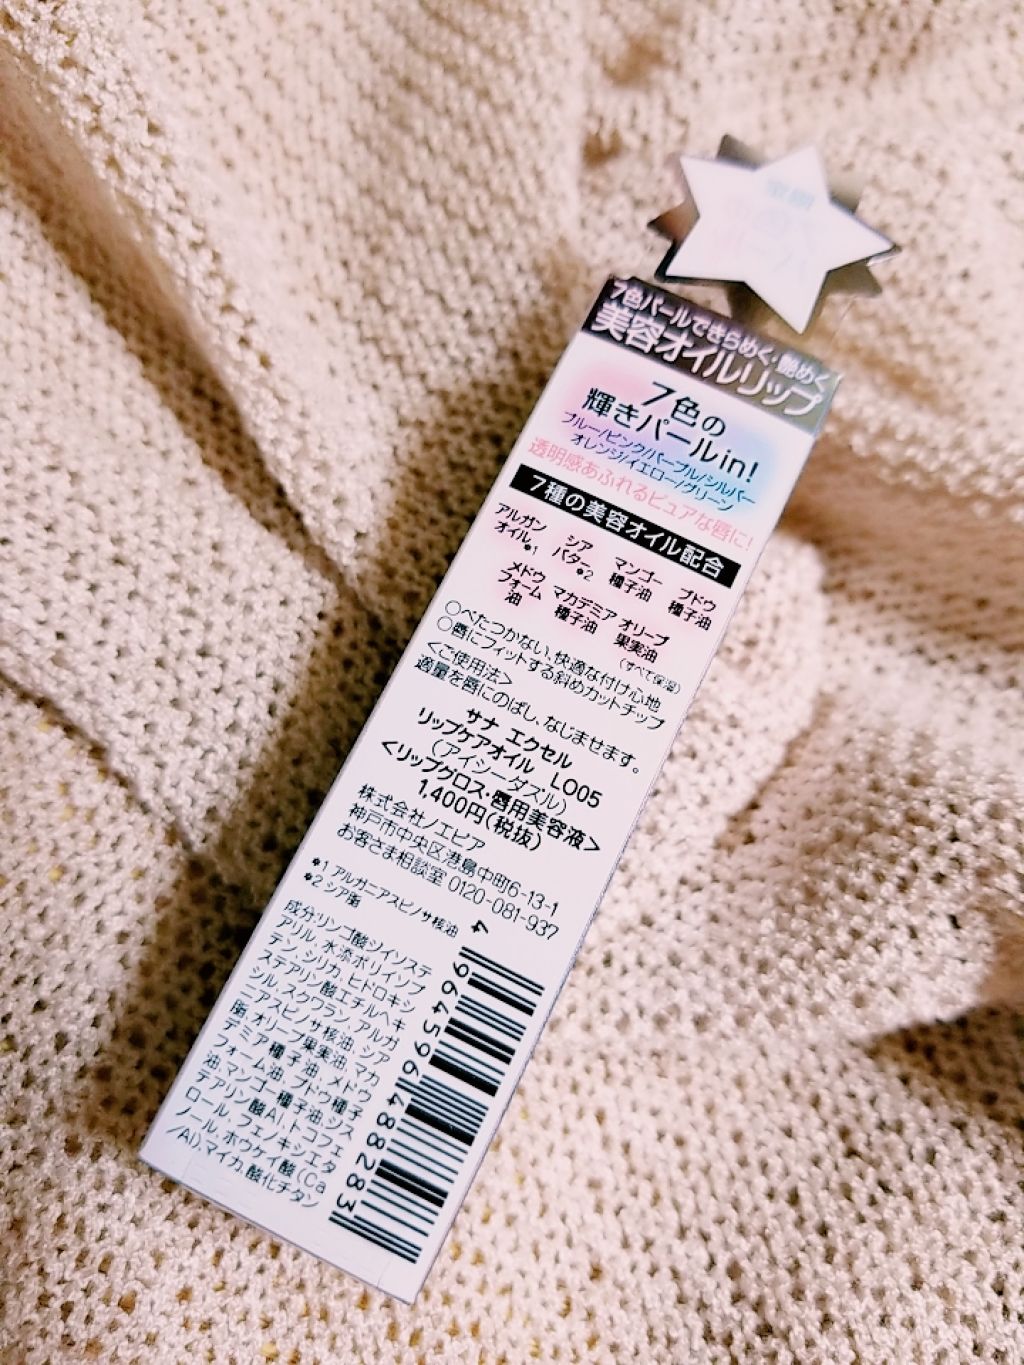 7色パールできらめく・艶めく
美容オイルリップ
7色の
輝きパールin!
ブルー/ピンク/パープル/シルバー
オレンジ/イエロー/グリーン
透明感あふれるピュアな唇に!
7種の美容オイル配合
アルガン
オイル*1
シア
バター*2
マンゴー
種子油
ブドウ
種子油
メドウ
フォーム
油
マカデミア
種子油
オリーブ
果実油
(すべて保湿)
○べたつかない、快適な付け心地
○唇にフィットする斜めカットチップ
<ご使用法>
適量を唇にのばし、なじませます。
サナ エクセル
リップケアオイル LO05
(アイシーダズル)
<リップグロス・唇用美容液>
1,400円(税抜)
株式会社ノエビア
神戸市中央区港島中町6-13-1
お客さま相談室 0120-081-937
*1 アルガニアスピノサ核油
*2 シア脂
成分:リンゴ酸ジイソステ
アリル、水添ポリイソブ
テン、シリカ、ヒドロキシ
ステアリン酸エチルヘキ
シル、スクワラン、アルガ
ニアスピノサ核油、シア
脂、オリーブ果実油、マカ
デミア種子油、メドウ
フォーム油、ブドウ種子
油、マンゴー種子油、ジス
テアリン酸Al、トコフェ
ロール、フェノキシエタ
ノール、ホウケイ酸(Ca
/Al)、マイカ、酸化チタン
4 964596 488283